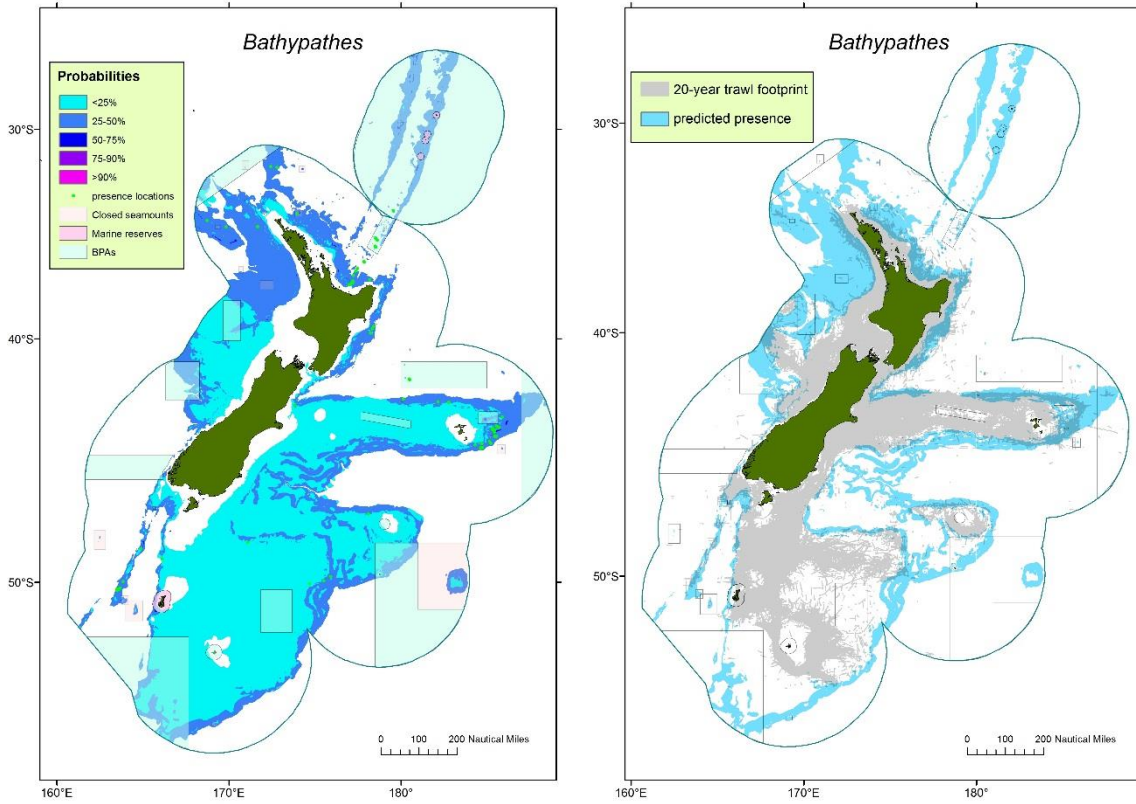 Bathypathes
Probabilities
<25%
25-50%
50-75%
75-90%
>90%
presence locations
Closed seamounts
Marine reserves
BPAs
30°S
40°S
50°S
0 50 100 200 Nautical Miles
160°E
170°E
180°
Bathypathes
20-year trawl footprint
predicted presence
30°S
40°S
50°S
0 50 100 200 Nautical Miles
160°E
170°E
180°